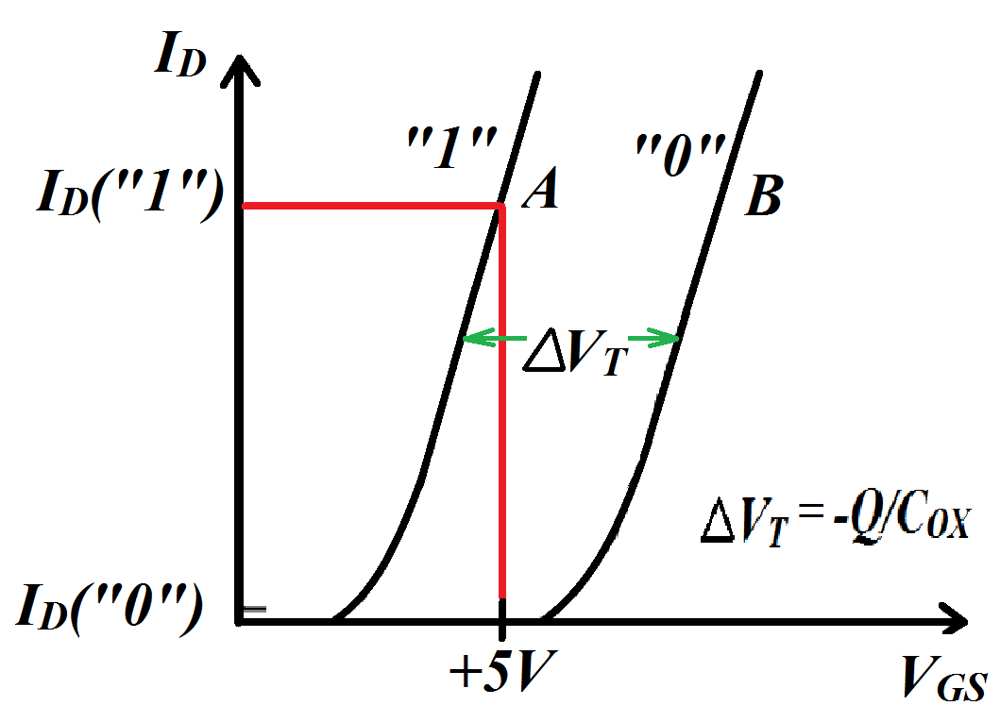 I_D
"1"
"0"
I_D("1")
A
B
ΔV_T
ΔV_T = -Q/C_OX
I_D("0")
+5V
V_GS